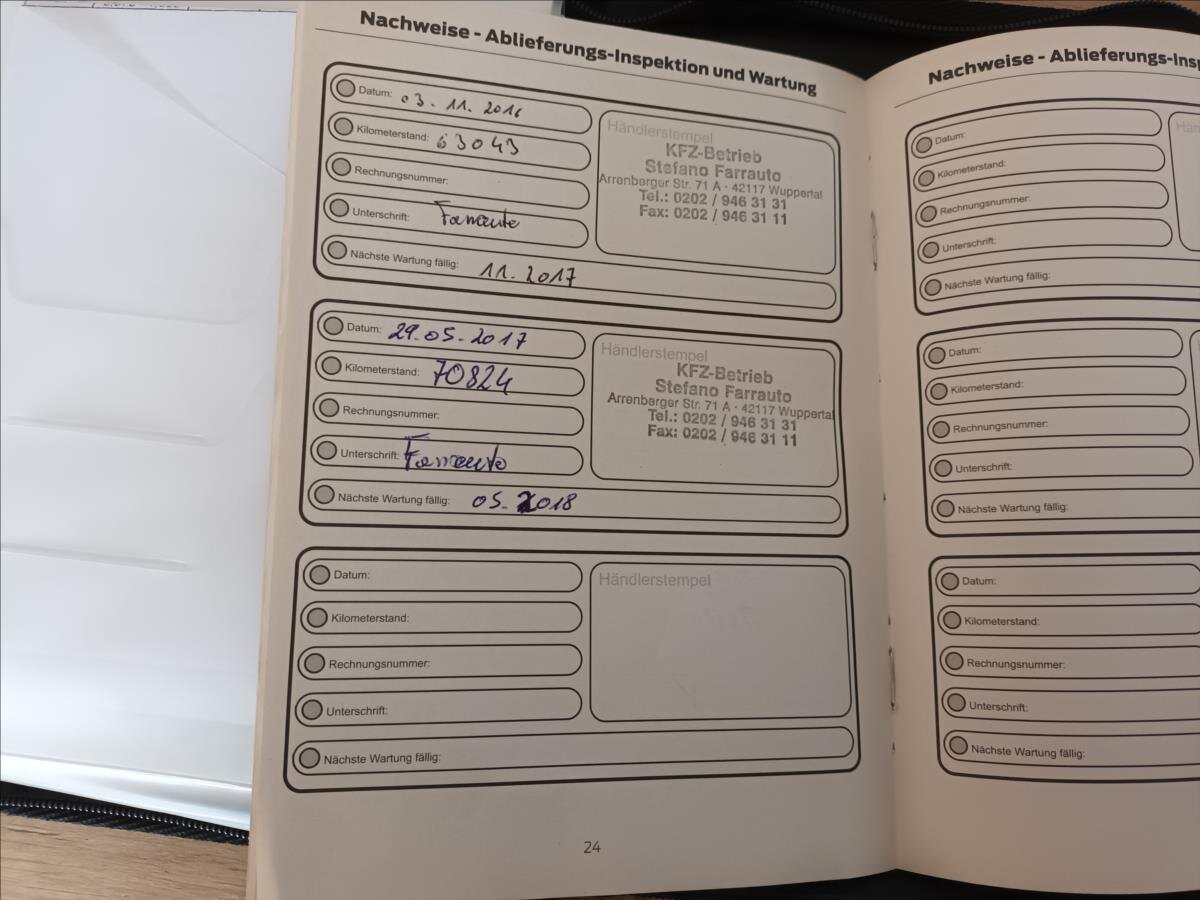 Nachweise - Ablieferungs-Inspektion und Wartung
Datum: 03.11.2016
Kilometerstand: 63043
Rechnungsnummer:
Unterschrift: Farrauto
Nächste Wartung fällig: 11.2017
Händlerstempel
KFZ-Betrieb
Stefano Farrauto
Arrenberger Str. 71 A · 42117 Wuppertal
Tel.: 0202 / 946 31 31
Fax: 0202 / 946 31 11
Datum: 29.05.2017
Kilometerstand: 70824
Rechnungsnummer:
Unterschrift: Farrauto
Nächste Wartung fällig: 05.2018
Händlerstempel
KFZ-Betrieb
Stefano Farrauto
Arrenberger Str. 71 A · 42117 Wuppertal
Tel.: 0202 / 946 31 31
Fax: 0202 / 946 31 11
Datum:
Kilometerstand:
Rechnungsnummer:
Unterschrift:
Nächste Wartung fällig:
Händlerstempel
24
Nachweise - Ablieferungs-Insp
Datum:
Kilometerstand:
Rechnungsnummer:
Unterschrift:
Nächste Wartung fällig:
Hän
Datum:
Kilometerstand:
Rechnungsnummer:
Unterschrift:
Nächste Wartung fällig:
Datum:
Kilometerstand:
Rechnungsnummer:
Unterschrift:
Nächste Wartung fällig: